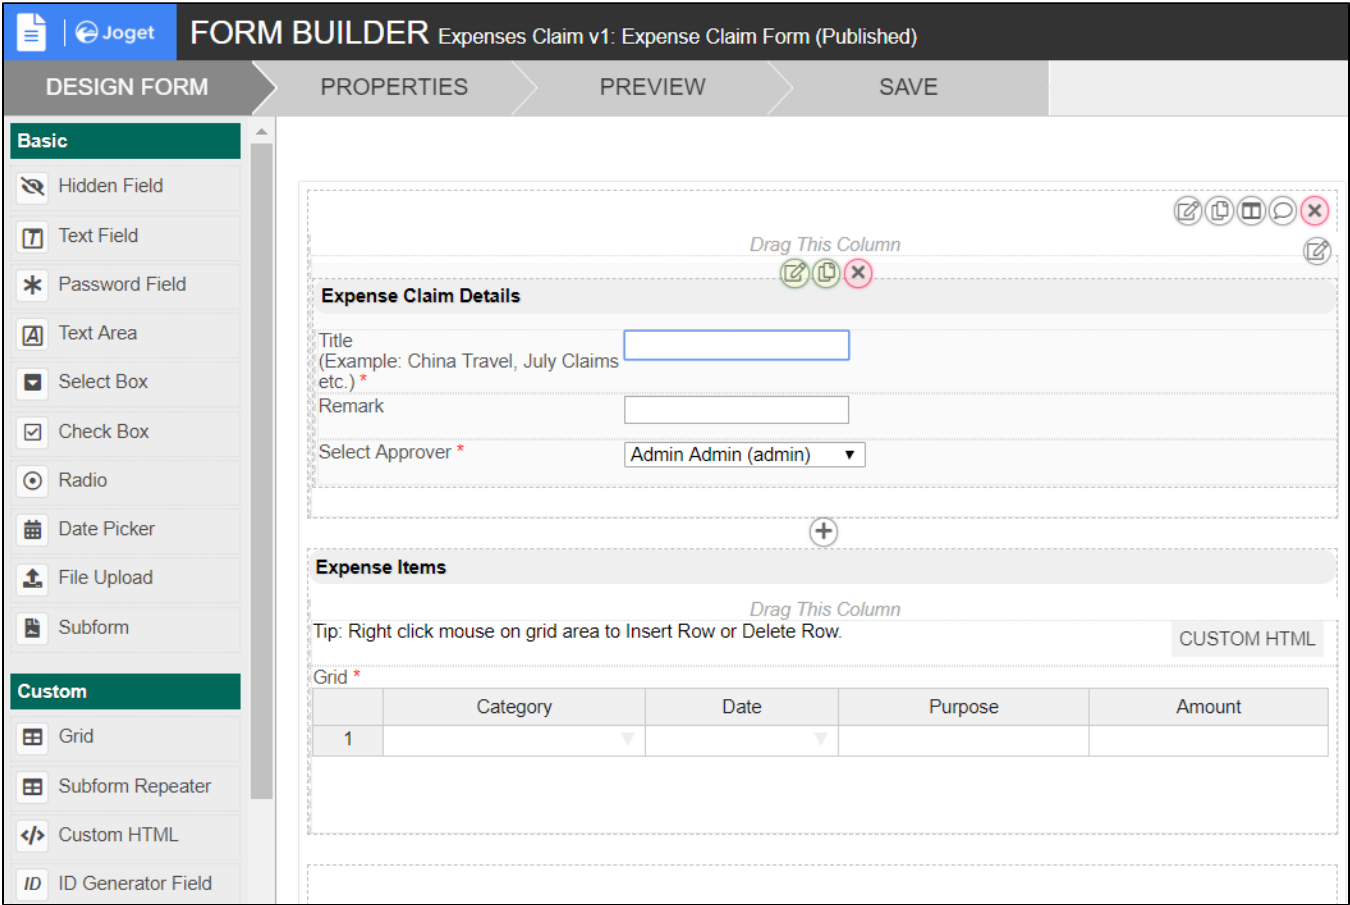 Joget
FORM BUILDER Expenses Claim v1: Expense Claim Form (Published)
DESIGN FORM
PROPERTIES
PREVIEW
SAVE
Basic
Hidden Field
Text Field
Password Field
Text Area
Select Box
Check Box
Radio
Date Picker
File Upload
Subform
Custom
Grid
Subform Repeater
Custom HTML
ID ID Generator Field
Drag This Column
Expense Claim Details
Title
(Example: China Travel, July Claims
etc.) *
Remark
Select Approver *
Admin Admin (admin)
Expense Items
Drag This Column
Tip: Right click mouse on grid area to Insert Row or Delete Row.
CUSTOM HTML
Grid *
Category Date Purpose Amount
1